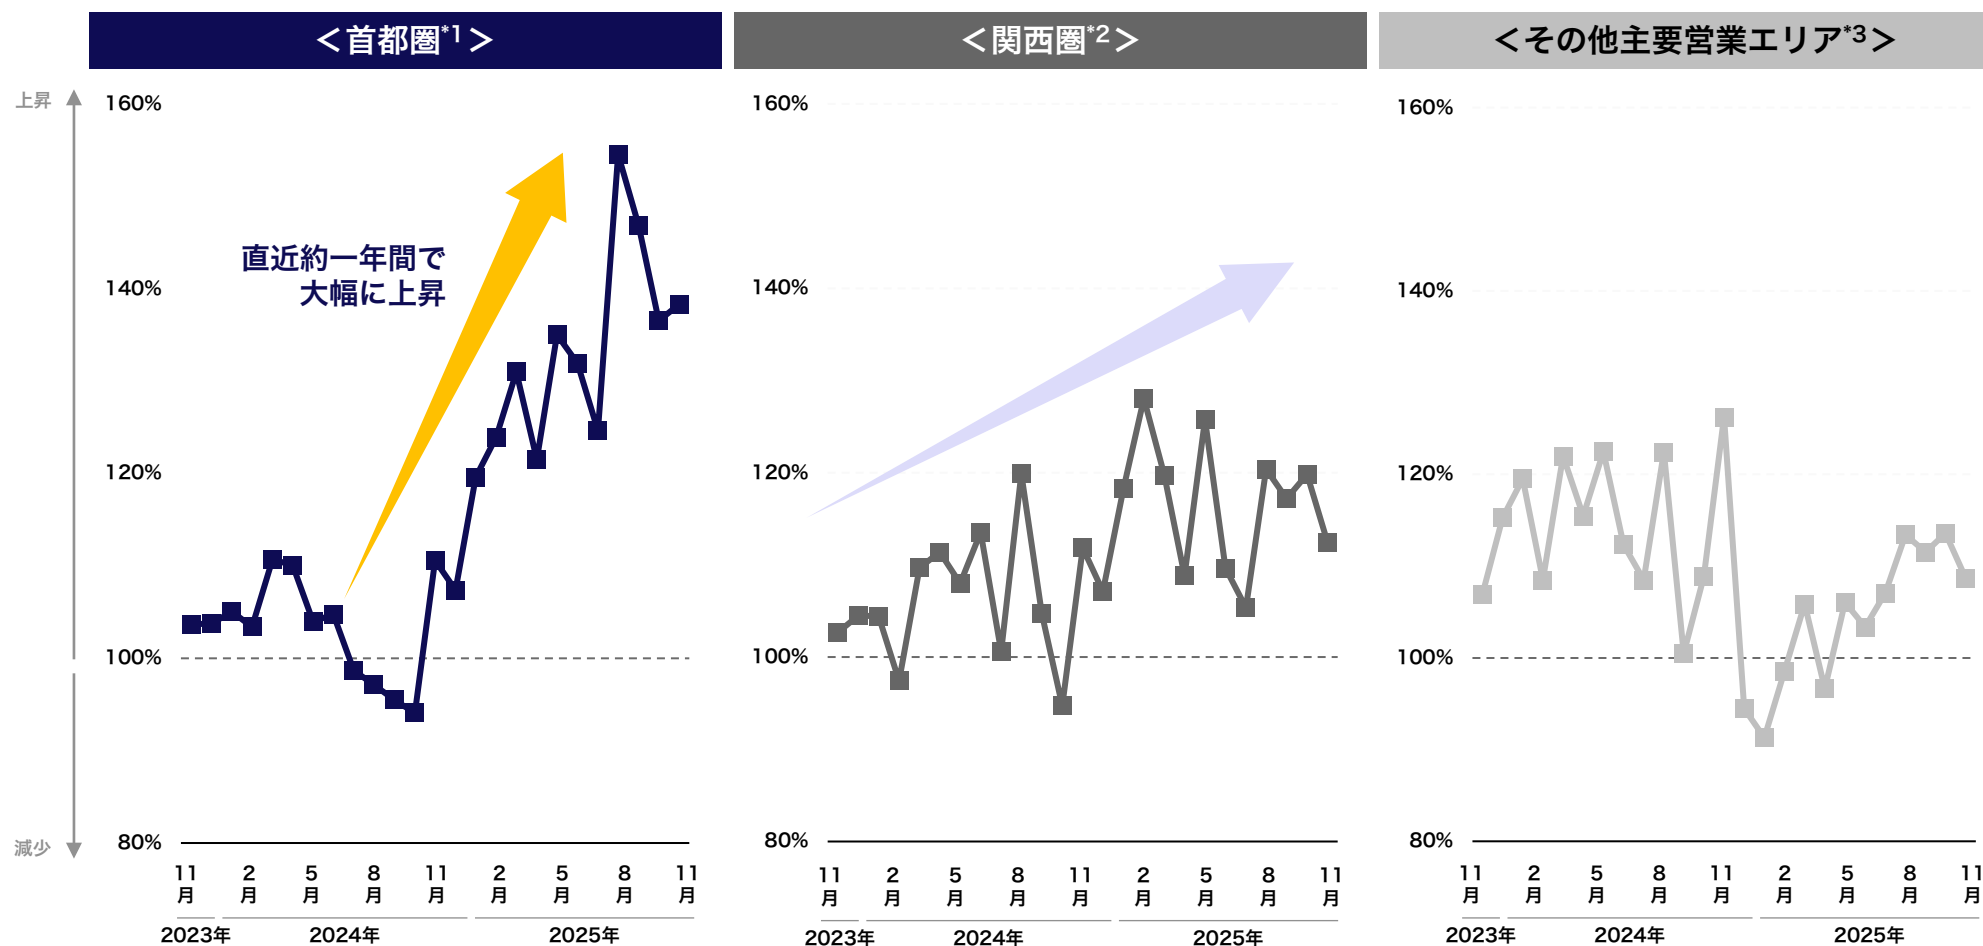 ＜首都圏*1＞
＜関西圏*2＞
＜その他主要営業エリア*3＞
上昇
減少
160%
140%
120%
100%
80%
直近約一年間で
大幅に上昇
11月 2月 5月 8月 11月 2月 5月 8月 11月
2023年 2024年 2025年
160%
140%
120%
100%
80%
11月 2月 5月 8月 11月 2月 5月 8月 11月
2023年 2024年 2025年
160%
140%
120%
100%
80%
11月 2月 5月 8月 11月 2月 5月 8月 11月
2023年 2024年 2025年